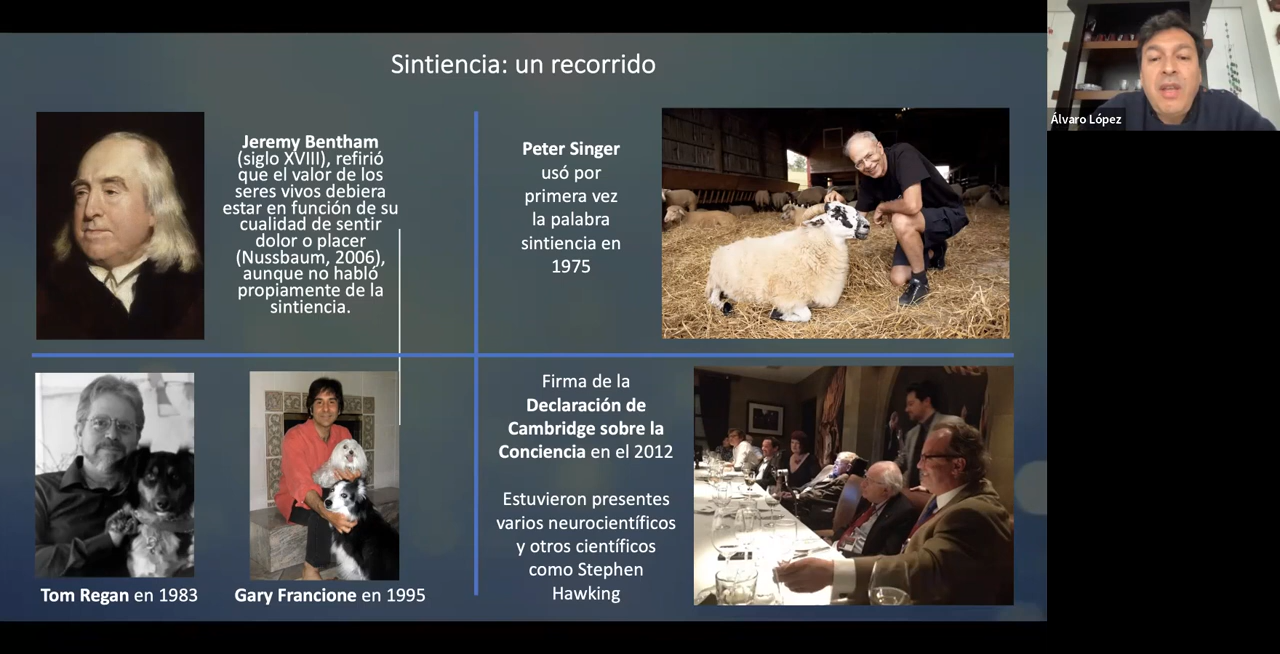 Sintiencia: un recorrido
Jeremy Bentham
(siglo XVIII), refirió
que el valor de los
seres vivos debiera
estar en función de su
cualidad de sentir
dolor o placer
(Nussbaum, 2006),
aunque no habló
propiamente de la
sintiencia.
Peter Singer
usó por
primera vez
la palabra
sintiencia en
1975
Tom Regan en 1983
Gary Francione en 1995
Firma de la
Declaración de
Cambridge sobre la
Conciencia en el 2012
Estuvieron presentes
varios neurocientíficos
y otros científicos
como Stephen
Hawking
Álvaro López